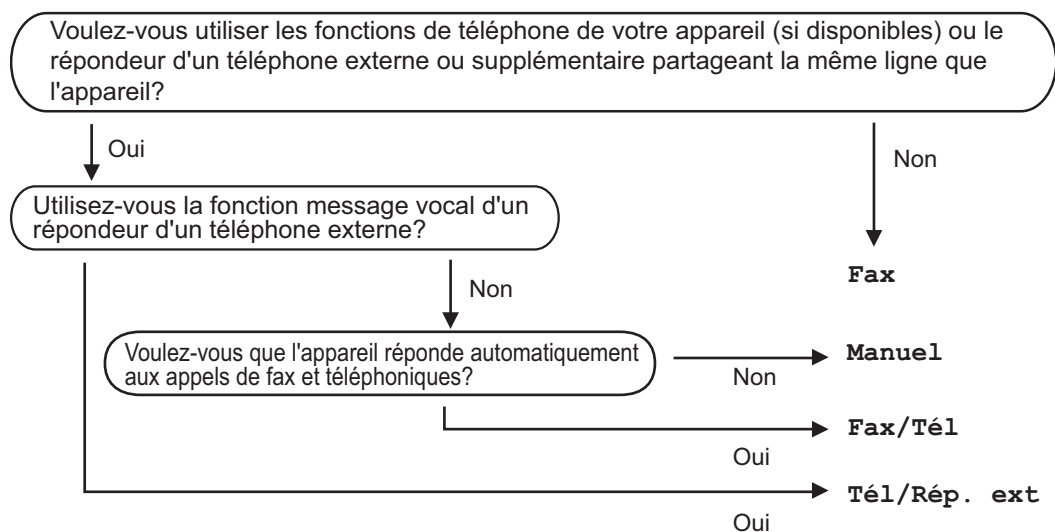 Voulez-vous utiliser les fonctions de téléphone de votre appareil (si disponibles) ou le
répondeur d'un téléphone externe ou supplémentaire partageant la même ligne que
l'appareil?
Oui
Non
Utilisez-vous la fonction message vocal d'un
répondeur d'un téléphone externe?
Fax
Non
Voulez-vous que l'appareil réponde automatiquement
aux appels de fax et téléphoniques?
Manuel
Non
Fax/Tél
Oui
Tél/Rép. ext
Oui